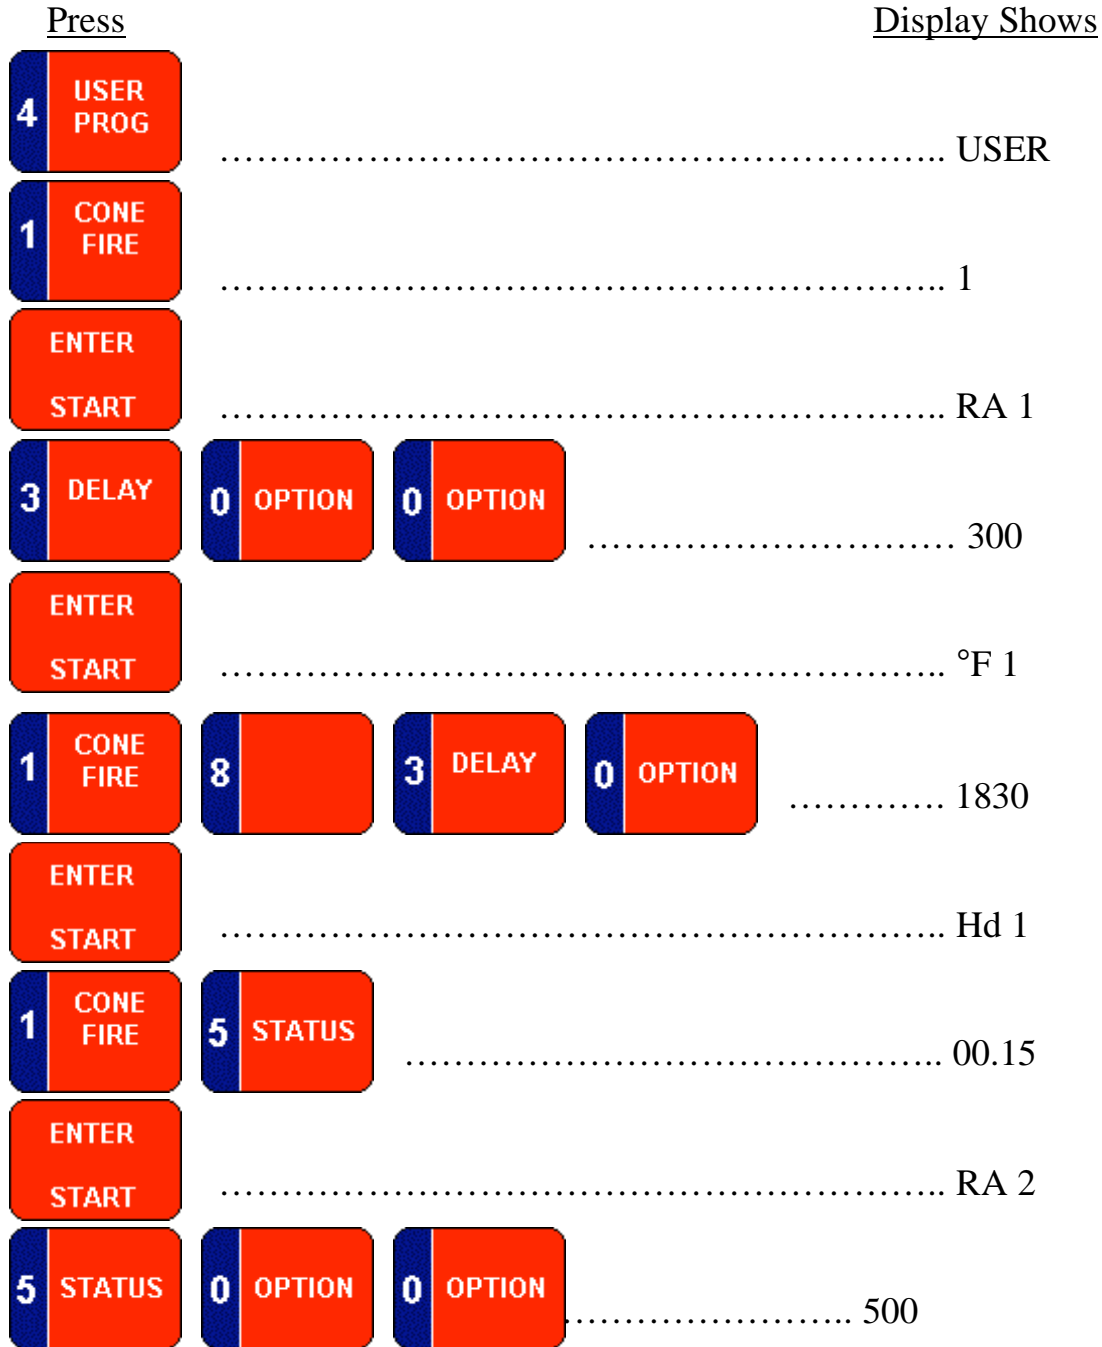 Press Display Shows
4 USER PROG ……………………………………………….. USER
1 CONE FIRE ……………………………………………….. 1
ENTER START ……………………………………………….. RA 1
3 DELAY 0 OPTION 0 OPTION ………………………… 300
ENTER START ……………………………………………….. °F 1
1 CONE FIRE 8 3 DELAY 0 OPTION …………. 1830
ENTER START ……………………………………………….. Hd 1
1 CONE FIRE 5 STATUS …………………………………….. 00.15
ENTER START ……………………………………………….. RA 2
5 STATUS 0 OPTION 0 OPTION ………………….. 500